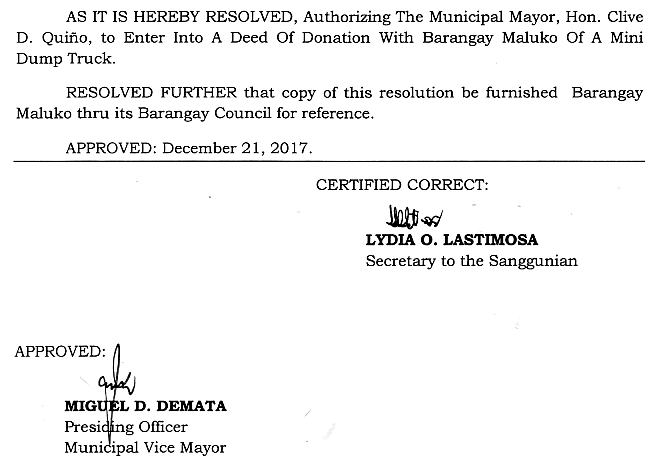 AS IT IS HEREBY RESOLVED, Authorizing The Municipal Mayor, Hon. Clive
D. Quiño, to Enter Into A Deed Of Donation With Barangay Maluko Of A Mini
Dump Truck.
RESOLVED FURTHER that copy of this resolution be furnished Barangay
Maluko thru its Barangay Council for reference.
APPROVED: December 21, 2017.
CERTIFIED CORRECT:
LYDIA O. LASTIMOSA
Secretary to the Sanggunian
APPROVED:
MIGUEL D. DEMATA
Presiding Officer
Municipal Vice Mayor